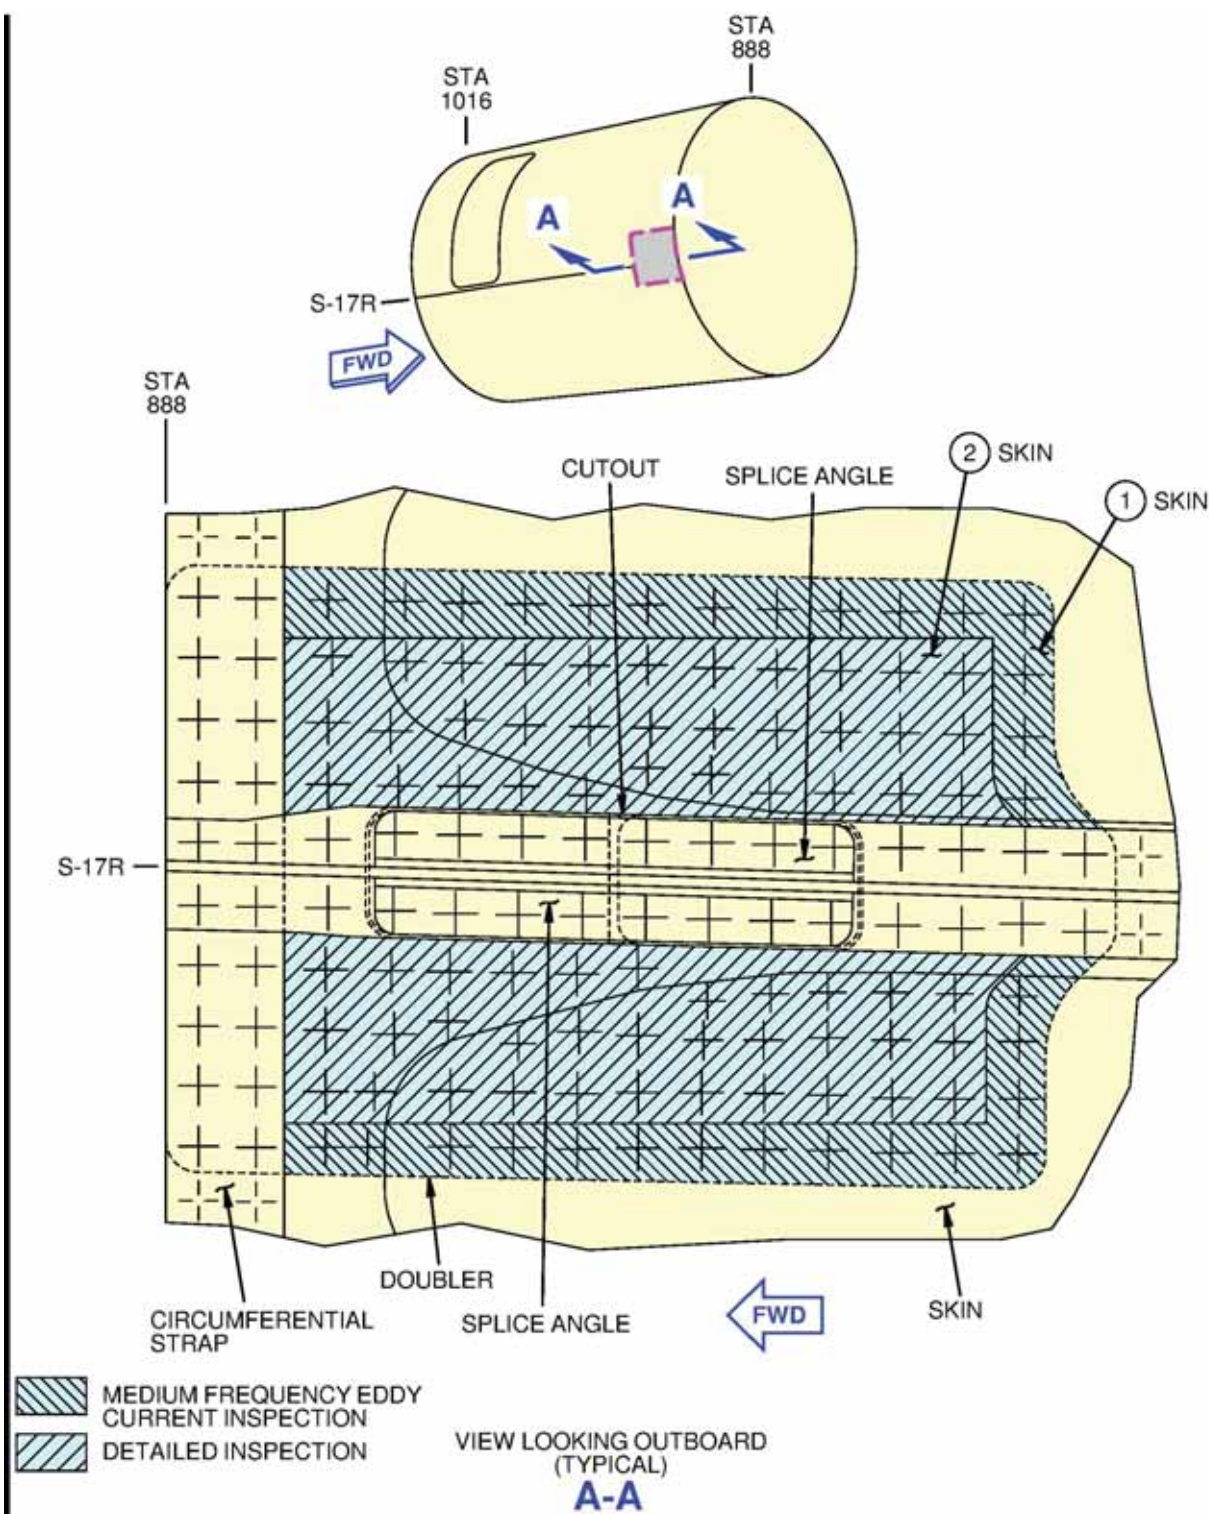 STA
888
STA
1016
A
A
S-17R
FWD
STA
888
2 SKIN
CUTOUT
SPLICE ANGLE
1 SKIN
S-17R
DOUBLER
CIRCUMFERENTIAL
STRAP
SPLICE ANGLE
FWD
SKIN
MEDIUM FREQUENCY EDDY
CURRENT INSPECTION
DETAILED INSPECTION
VIEW LOOKING OUTBOARD
(TYPICAL)
A-A